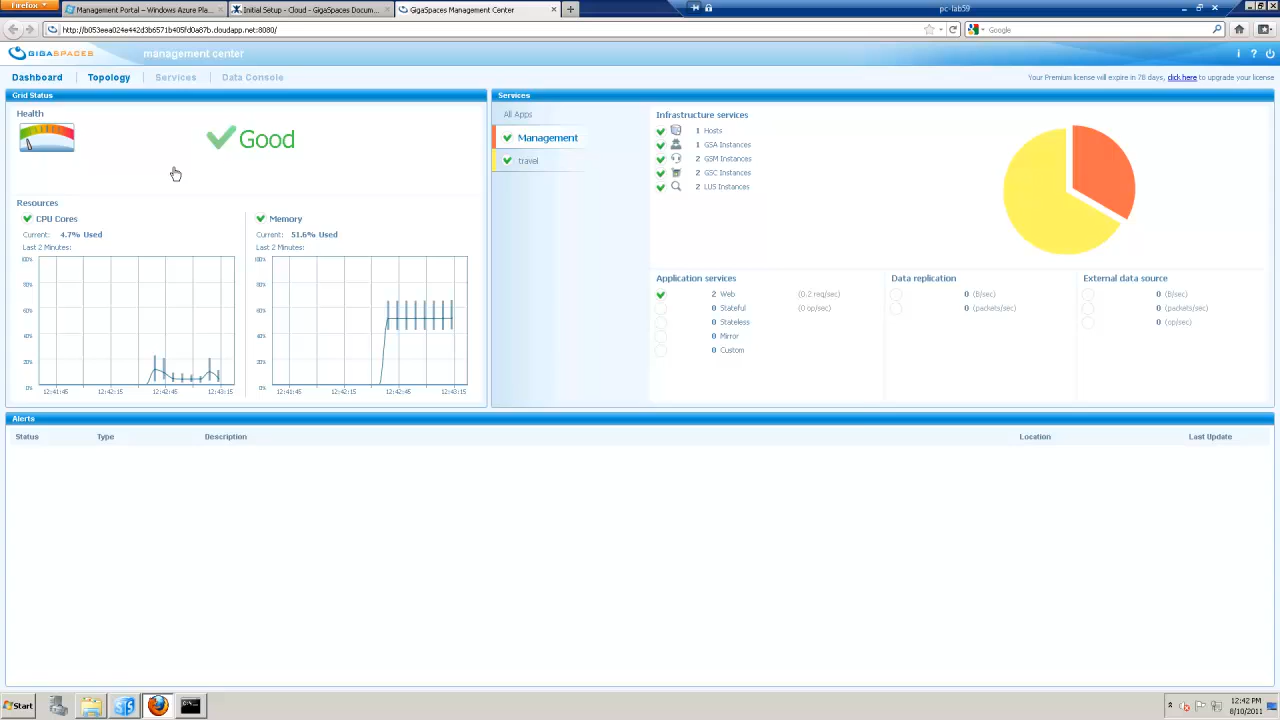 Firefox
Management Portal – Windows Azure Pla...
Initial Setup - Cloud - GigaSpaces Docum...
GigaSpaces Management Center
pc-lab59
http://b053eea024e442d3b6571b405fd0a87b.cloudapp.net:8080/
Google
GIGASPACES management center
Dashboard
Topology
Services
Data Console
Your Premium license will expire in 78 days, click here to upgrade your license
Grid Status
Health
Good
Resources
CPU Cores
Current: 4.7% Used
Last 2 Minutes:
100%
80%
60%
40%
20%
0%
12:41:45 12:42:15 12:42:45 12:43:15
Memory
Current: 51.6% Used
Last 2 Minutes:
100%
80%
60%
40%
20%
0%
12:41:45 12:42:15 12:42:45 12:43:15
Services
All Apps
Management
travel
Infrastructure services
1 Hosts
1 GSA Instances
2 GSM Instances
2 GSC Instances
2 LUS Instances
Application services
2 Web (0.2 req/sec)
0 Stateful (0 op/sec)
0 Stateless
0 Mirror
0 Custom
Data replication
0 (B/sec)
0 (packets/sec)
External data source
0 (B/sec)
0 (packets/sec)
0 (op/sec)
Alerts
Status Type Description Location Last Update
Start
12:42 PM
8/10/2011